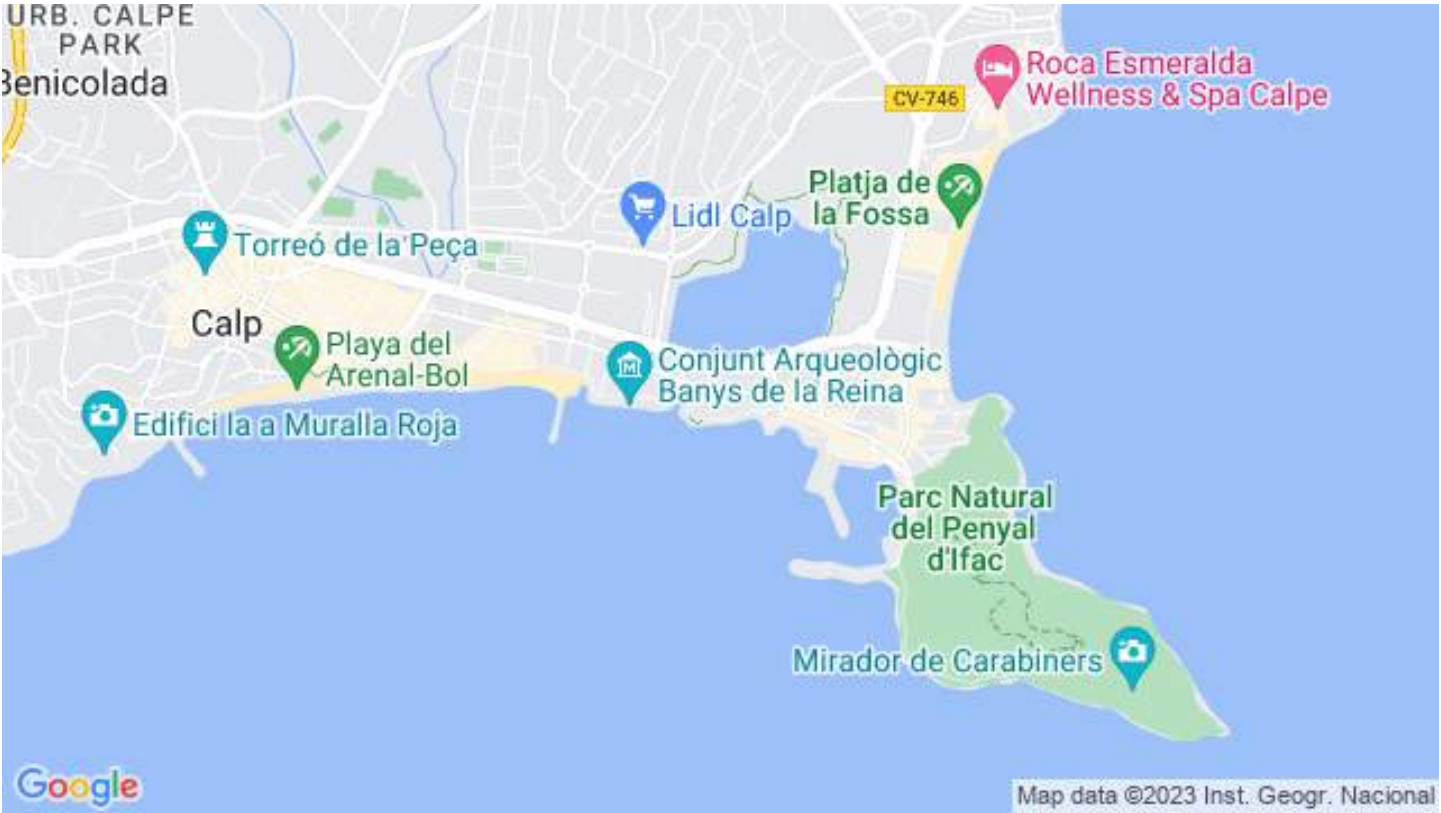 URB. CALPE
PARK
Benicolada
Roca Esmeralda
Wellness & Spa Calpe
CV-746
Platja de
la Fossa
Lidl Calp
Torreó de la Peça
Calp
Playa del
Arenal-Bol
Conjunt Arqueològic
Banys de la Reina
Edifici la a Muralla Roja
Parc Natural
del Penyal
d'Ifac
Mirador de Carabiners
Google
Map data ©2023 Inst. Geogr. Nacional